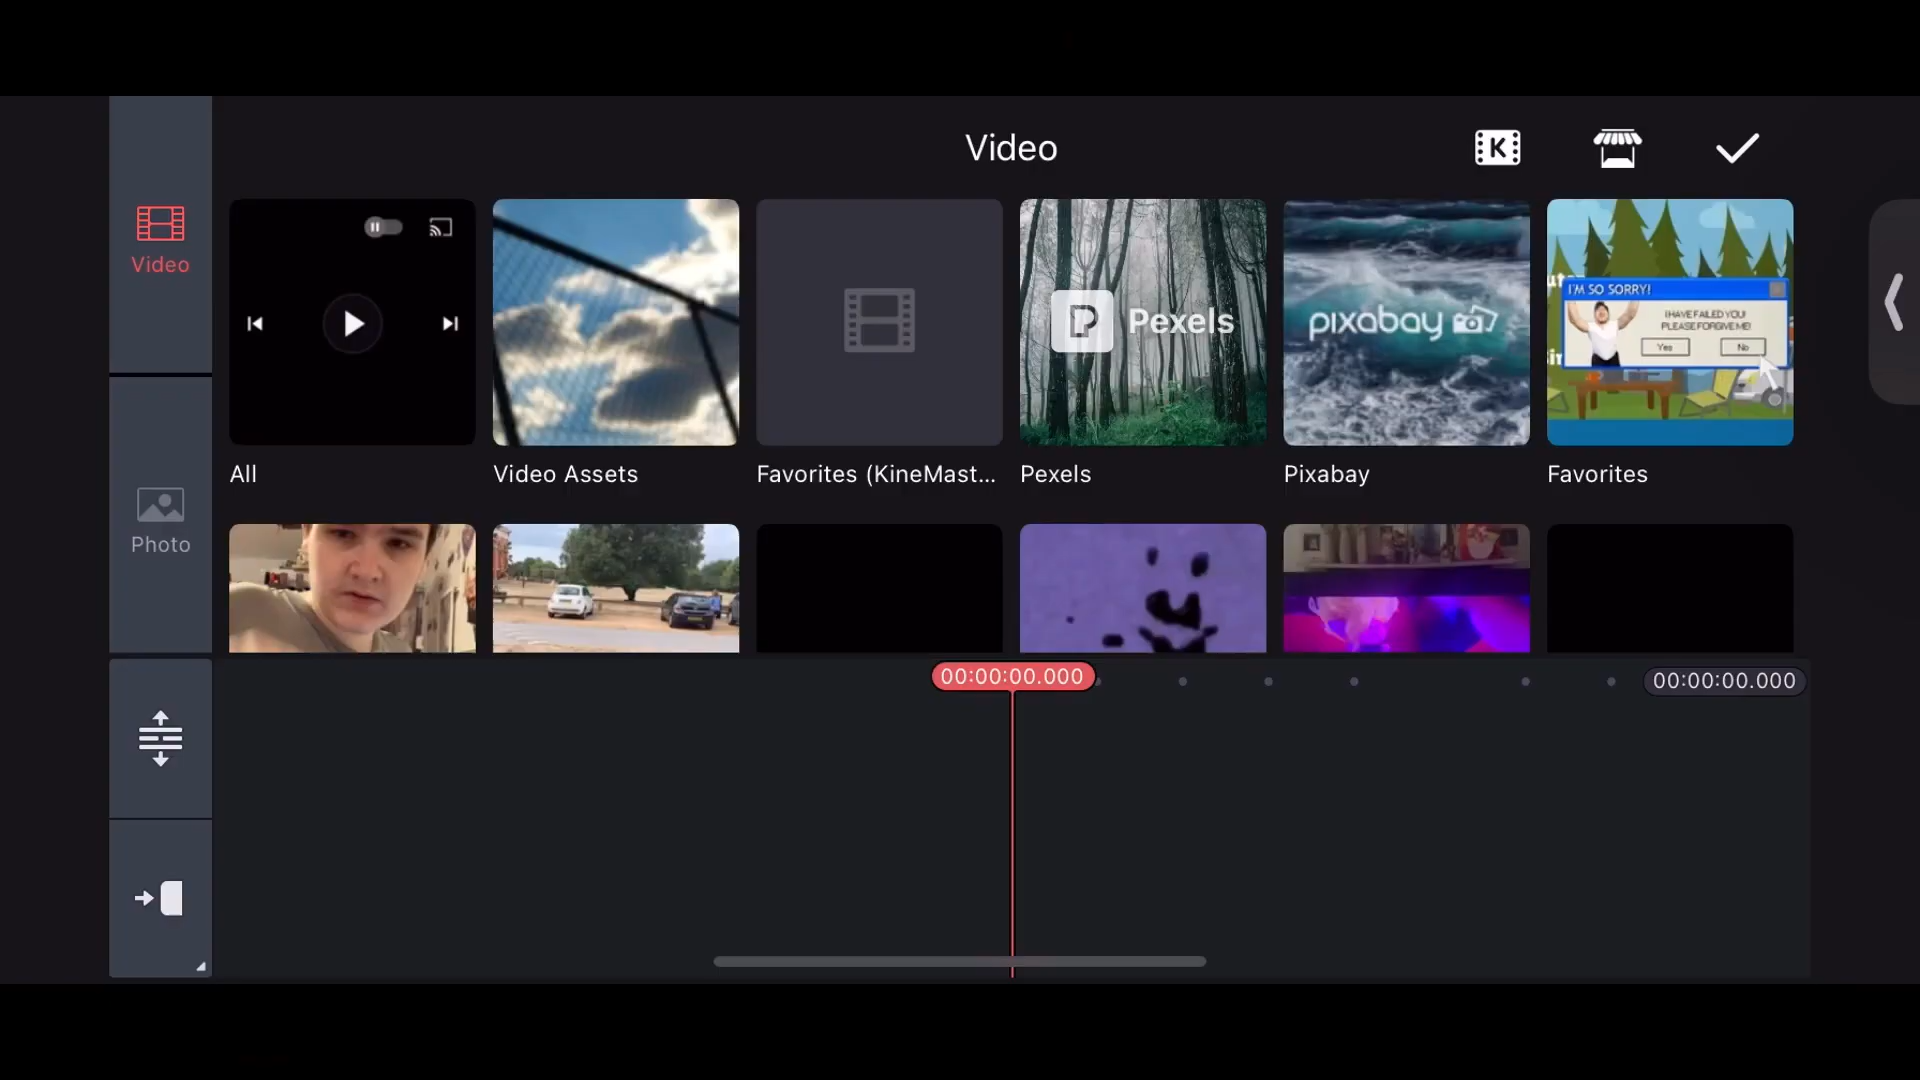 Video
K
Video
Pexels
pixabay
I'M SO SORRY!
I HAVE FAILED YOU!
PLEASE FORGIVE ME!
Yes
No
All
Video Assets
Favorites (KineMast...
Pexels
Pixabay
Favorites
Photo
00:00:00.000
00:00:00.000